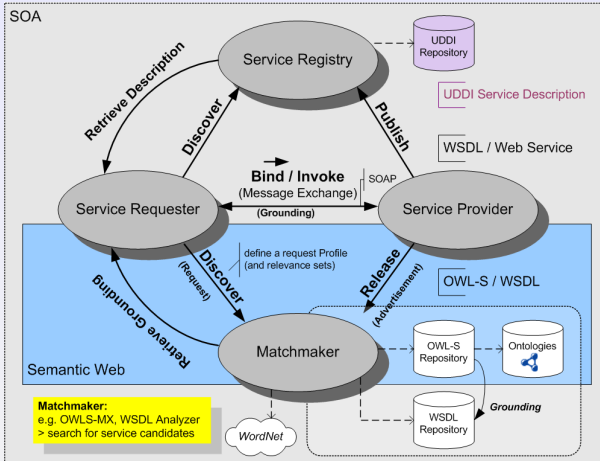 SOA
Service Registry
UDDI
Repository
UDDI Service Description
Retrieve Description
Discover
Publish
WSDL / Web Service
Bind / Invoke
(Message Exchange)
SOAP
(Grounding)
Service Requester
Service Provider
define a request Profile
(and relevance sets)
Discover
(Request)
Release
(Advertisement)
OWL-S / WSDL
Retrieve Grounding
Matchmaker
OWL-S
Repository
Ontologies
Semantic Web
Grounding
WSDL
Repository
Matchmaker:
e.g. OWLS-MX, WSDL Analyzer
> search for service candidates
WordNet